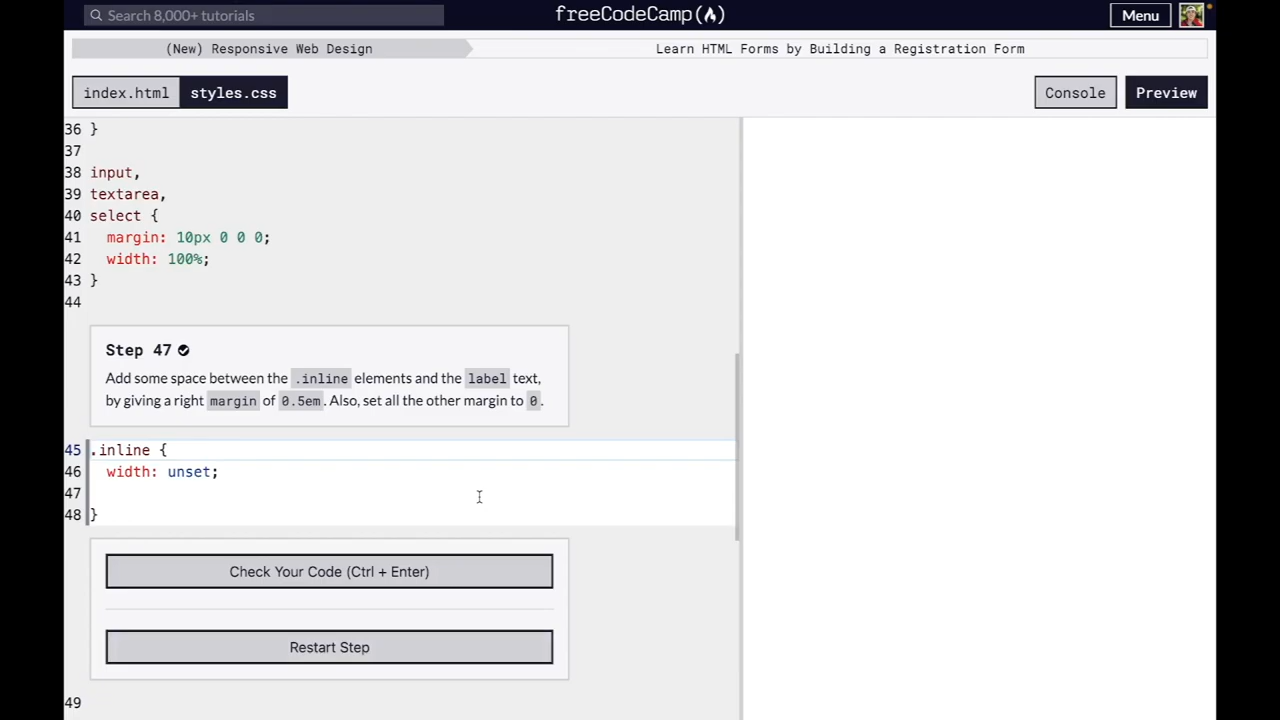 Search 8,000+ tutorials
freeCodeCamp
Menu
(New) Responsive Web Design
Learn HTML Forms by Building a Registration Form
index.html
styles.css
Console
Preview
36 }
37
38 input,
39 textarea,
40 select {
41   margin: 10px 0 0 0;
42   width: 100%;
43 }
44
Step 47
Add some space between the .inline elements and the label text,
by giving a right margin of 0.5em. Also, set all the other margin to 0.
45 .inline {
46   width: unset;
47
48 }
Check Your Code (Ctrl + Enter)
Restart Step
49